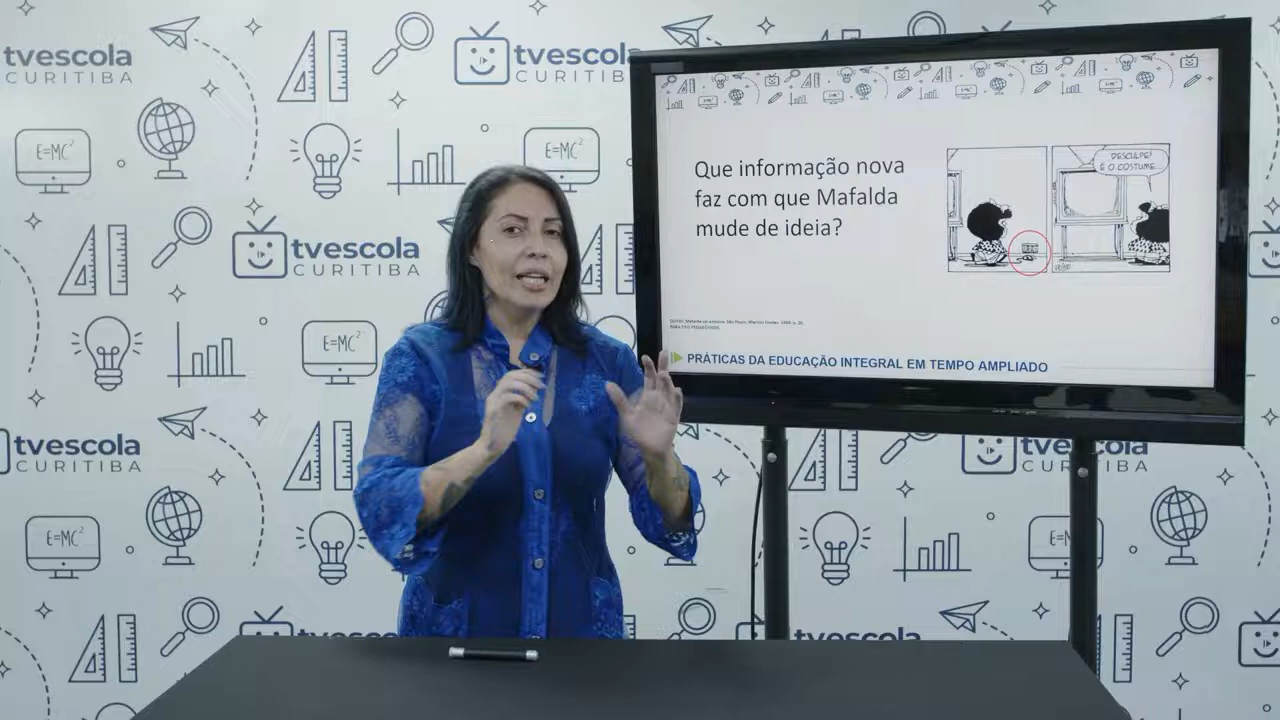 tvescola
CURITIBA
tvescola
CURITIB
E=MC²
E=MC²
tvescola
CURITIBA
E=MC²
tvescola
CURITIBA
E=MC²
tvescola
tvescola
CURITIBA
tvescola
Que informação nova
faz com que Mafalda
mude de ideia?
DESCULPE!
É O COSTUME...
PRÁTICAS DA EDUCAÇÃO INTEGRAL EM TEMPO AMPLIADO